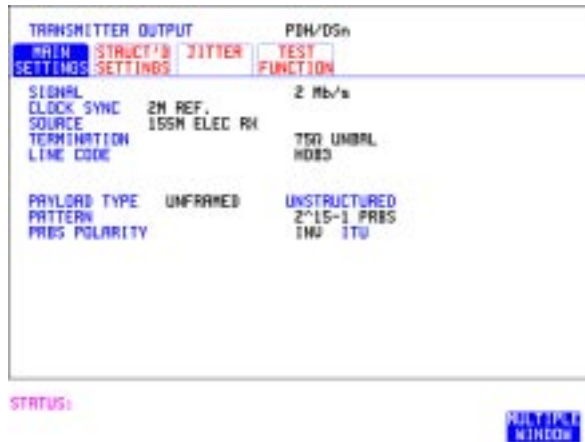 TRANSMITTER OUTPUT PDH/DSn
MAIN SETTINGS STRUCT'D SETTINGS JITTER TEST FUNCTION
SIGNAL 2 Mb/s
CLOCK SYNC 2M REF.
SOURCE 155M ELEC RX
TERMINATION 75Ω UNBAL
LINE CODE HDB3
PAYLOAD TYPE UNFRAMED UNSTRUCTURED
PATTERN 2^15-1 PRBS
PRBS POLARITY INV ITU
STATUS:
MULTIPLE
WINDOW